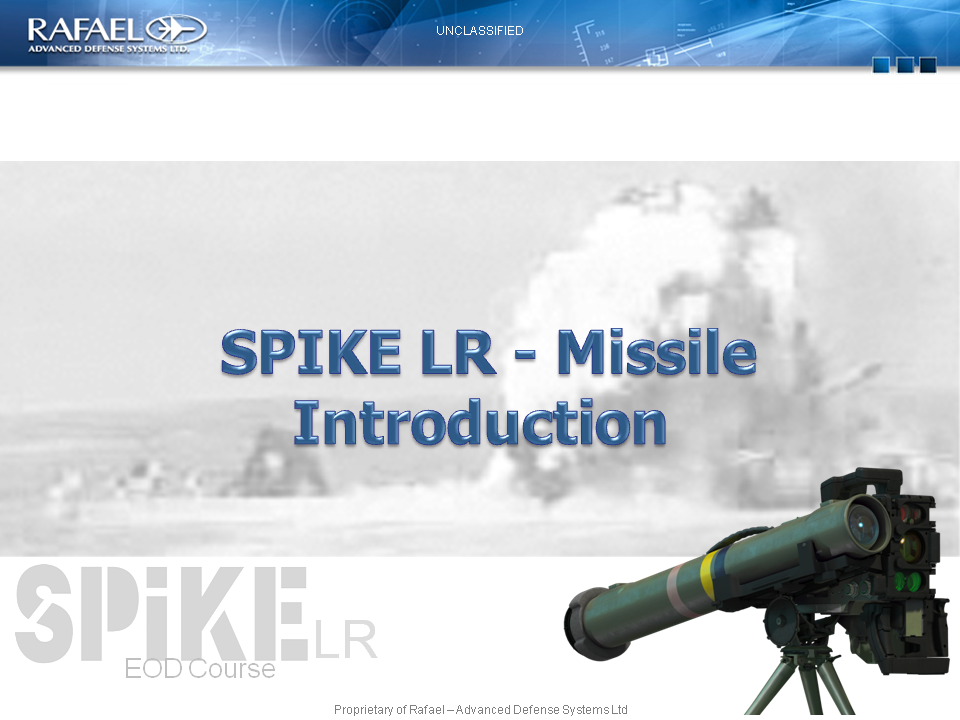 RAFAEL
ADVANCED DEFENSE SYSTEMS LTD.
UNCLASSIFIED
SPIKE LR - Missile
Introduction
SPiKE LR
EOD Course
Proprietary of Rafael – Advanced Defense Systems Ltd